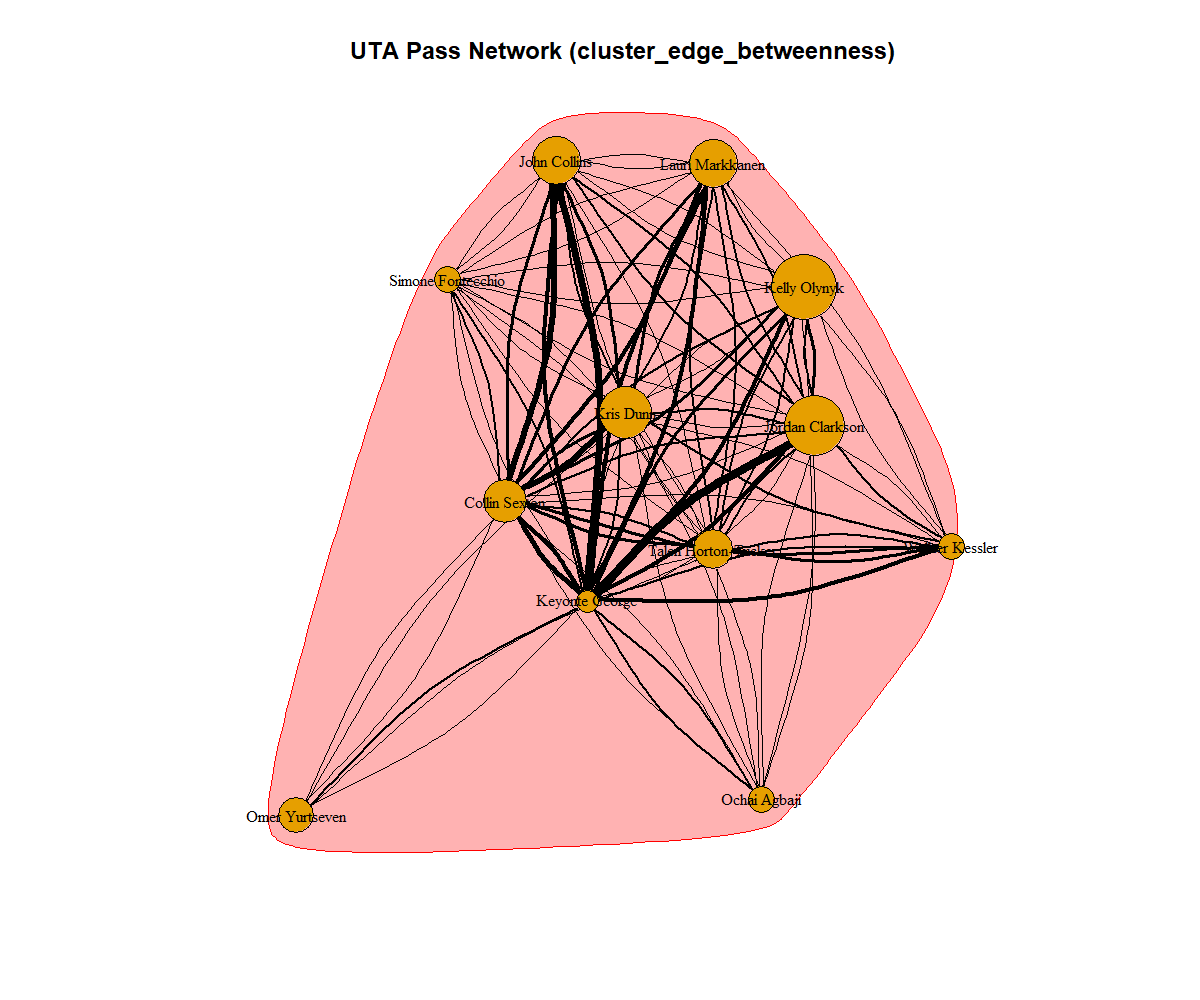 UTA Pass Network (cluster_edge_betweenness)
John Collins
Lauri Markkanen
Simone Fontecchio
Kelly Olynyk
Kris Dunn
Jordan Clarkson
Collin Sexton
Talen Horton-Tucker
Walker Kessler
Keyonte George
Ochai Agbaji
Omer Yurtseven